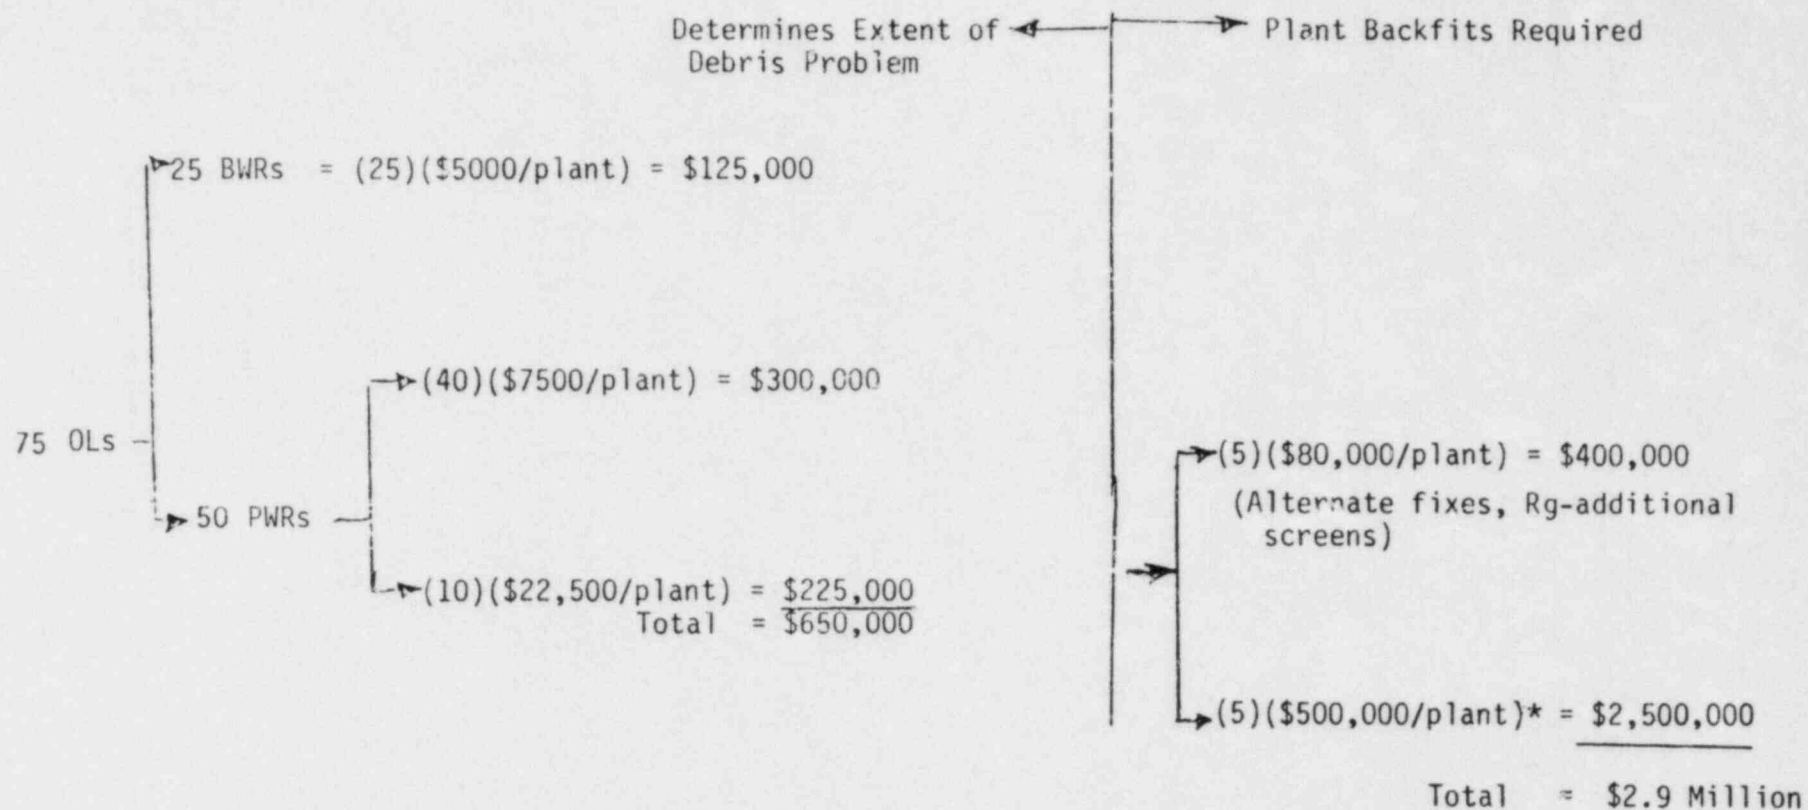 Determines Extent of
Debris Problem
Plant Backfits Required
25 BWRs = (25)($5000/plant) = $125,000
(40)($7500/plant) = $300,000
75 OLs
50 PWRs
(10)($22,500/plant) = $225,000
Total = $650,000
(5)($80,000/plant) = $400,000
(Alternate fixes, Rg-additional
screens)
(5)($500,000/plant)* = $2,500,000
Total = $2.9 Million